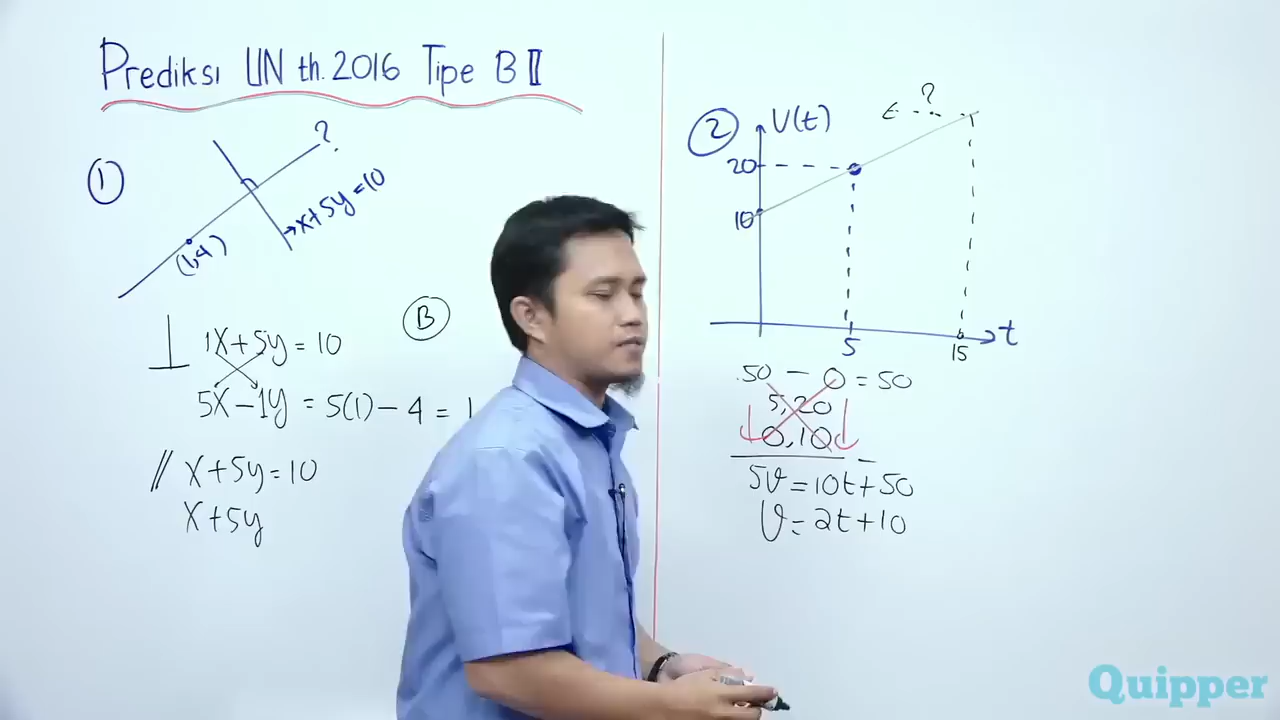 Prediksi UN th. 2016 Tipe B II
1
?
x+5y=10
(1,4)
B
⊥ 1x+5y=10
5x-1y=5(1)-4=1
// x+5y=10
x+5y
2
V(t)
?
t
20
10
5
15
t
50-0=50
5,20
0,10 -
5V=10t+50
V=2t+10
Quipper